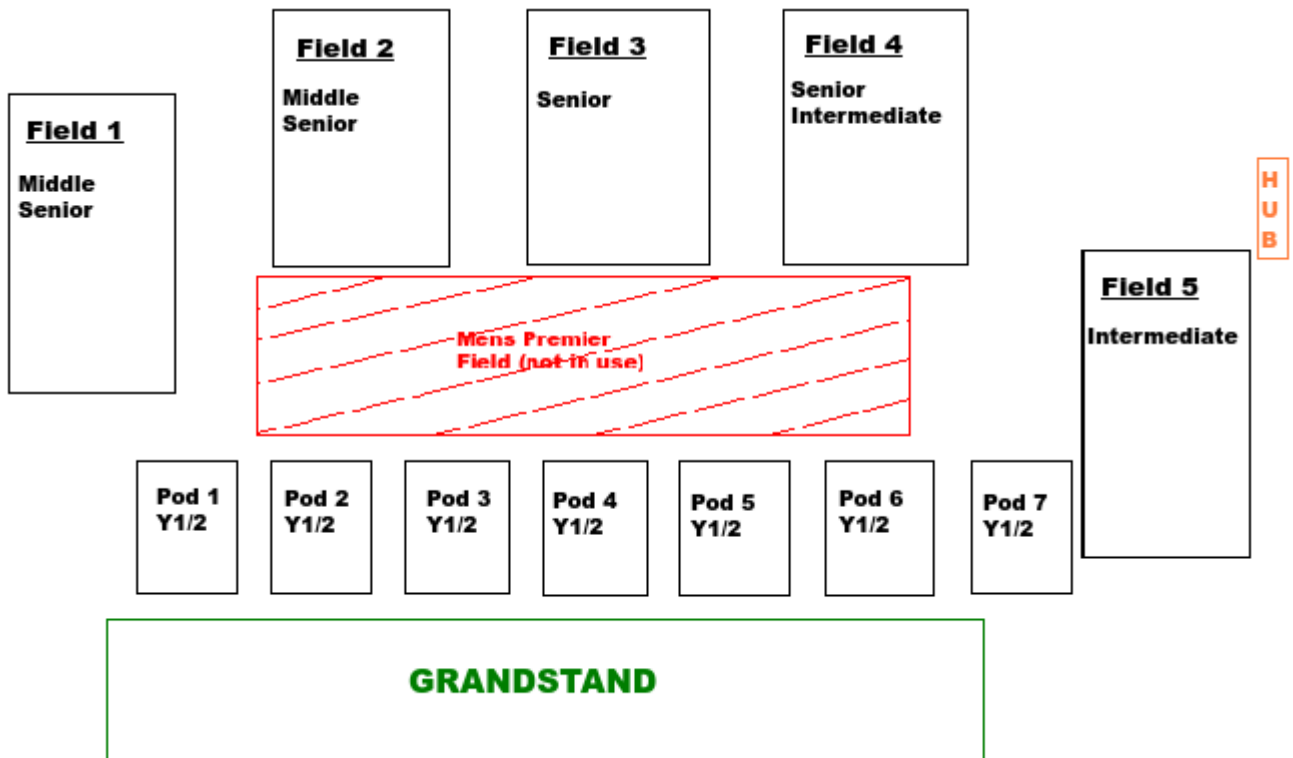 Field 1
Middle
Senior
Field 2
Middle
Senior
Field 3
Senior
Field 4
Senior
Intermediate
HUB
Field 5
Intermediate
Mens Premier
Field (not in use)
Pod 1
Y1/2
Pod 2
Y1/2
Pod 3
Y1/2
Pod 4
Y1/2
Pod 5
Y1/2
Pod 6
Y1/2
Pod 7
Y1/2
GRANDSTAND